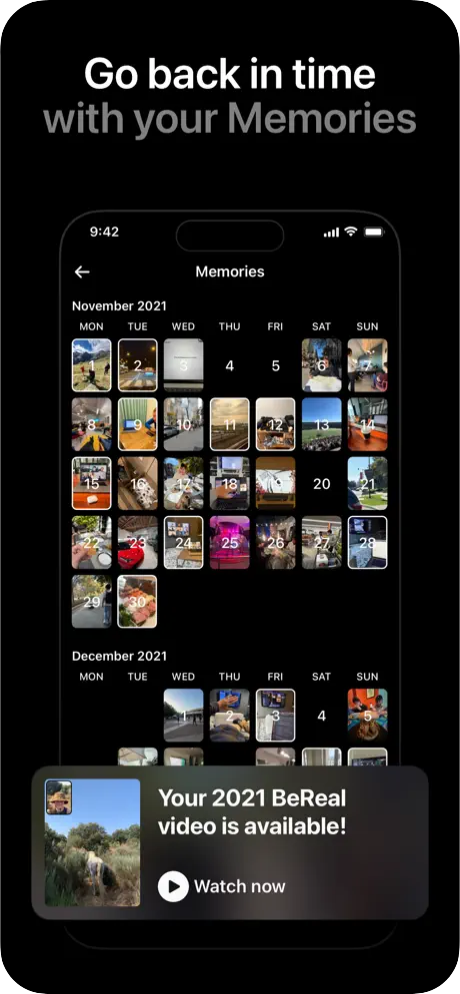 Go back in time
with your Memories
9:42
Memories
November 2021
MON TUE WED THU FRI SAT SUN
1 2 3 4 5 6 7
8 9 10 11 12 13 14
15 16 17 18 19 20 21
22 23 24 25 26 27 28
29 30
December 2021
MON TUE WED THU FRI SAT SUN
1 2 3 4 5
Your 2021 BeReal
video is available!
Watch now